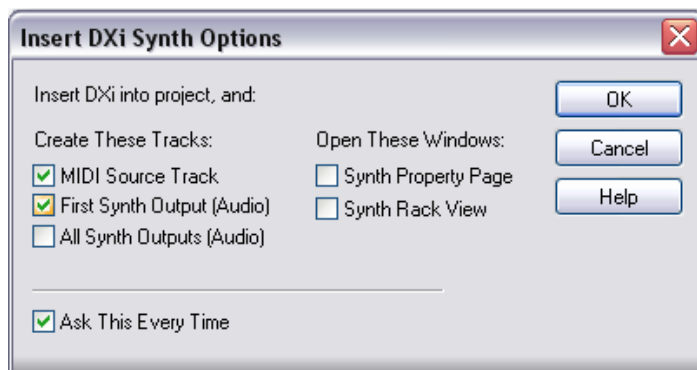 Insert DXi Synth Options
Insert DXi into project, and:
Create These Tracks:
MIDI Source Track
First Synth Output (Audio)
All Synth Outputs (Audio)
Open These Windows:
Synth Property Page
Synth Rack View
Ask This Every Time
OK
Cancel
Help